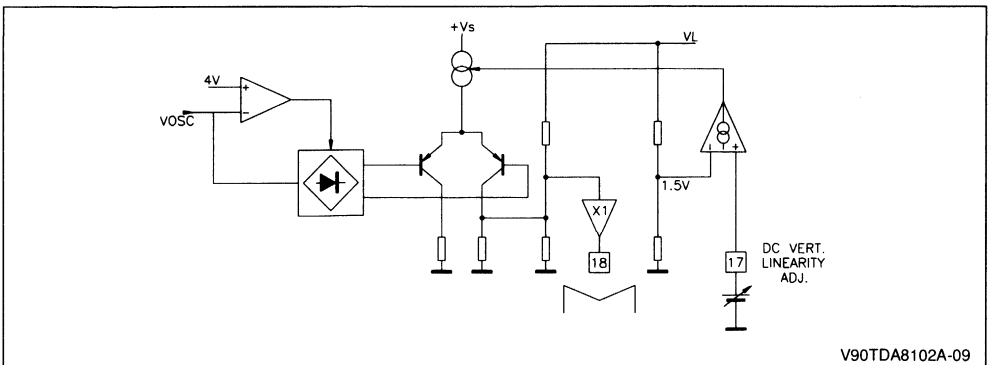 +Vs
VL
4V
+
-
VOSC
1.5V
- +
X1
18
17
DC VERT.
LINEARITY
ADJ.
V90TDA8102A-09